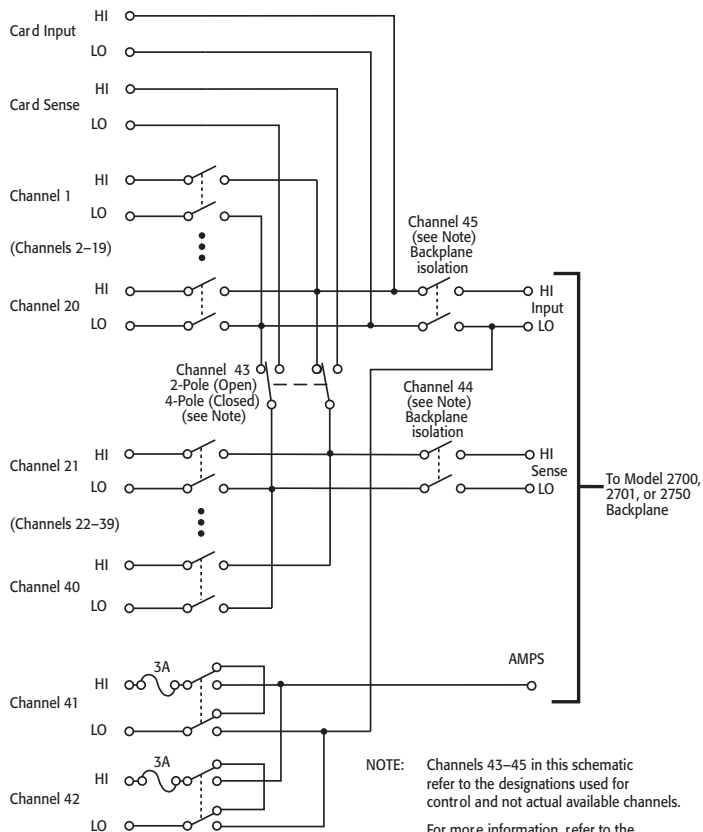 HI
Card Input
LO
HI
Card Sense
LO
HI
Channel 1
LO
(Channels 2–19)
HI
Channel 20
LO
Channel 45
(see Note)
Backplane
isolation
HI
Input
LO
Channel 43
2-Pole (Open)
4-Pole (Closed)
(see Note)
Channel 44
(see Note)
Backplane
isolation
HI
Channel 21
LO
HI
Sense
LO
To Model 2700,
2701, or 2750
Backplane
(Channels 22–39)
HI
Channel 40
LO
AMPS
3A
HI
Channel 41
LO
3A
HI
Channel 42
LO
NOTE: Channels 43–45 in this schematic
refer to the designations used for
control and not actual available channels.
For more information, refer to the